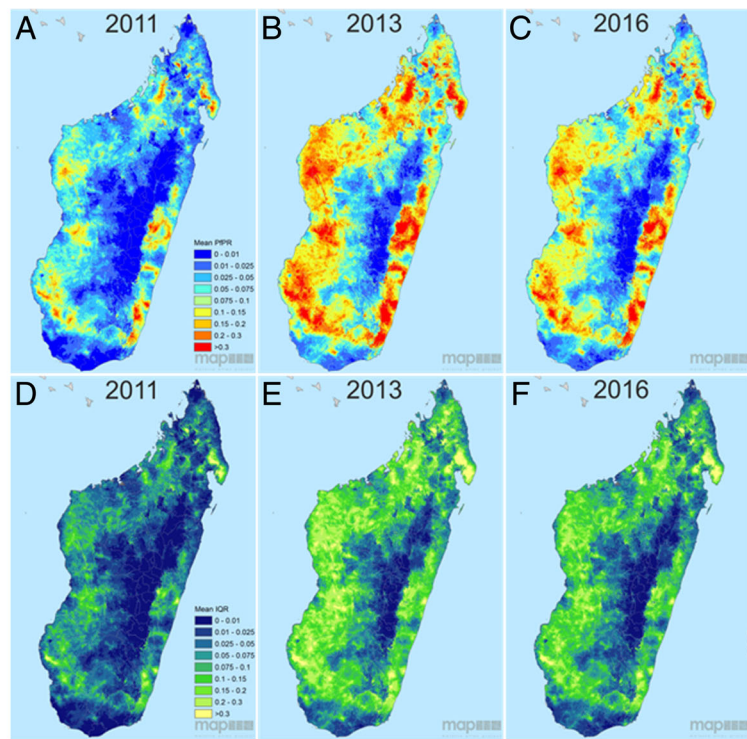 A 2011
B 2013
C 2016
Mean PfPR
0 - 0.01
0.01 - 0.025
0.025 - 0.05
0.05 - 0.075
0.075 - 0.1
0.1 - 0.15
0.15 - 0.2
0.2 - 0.3
>0.3
map
map
map
D 2011
E 2013
F 2016
Mean IQR
0 - 0.01
0.01 - 0.025
0.025 - 0.05
0.05 - 0.075
0.075 - 0.1
0.1 - 0.15
0.15 - 0.2
0.2 - 0.3
>0.3
map
map
map